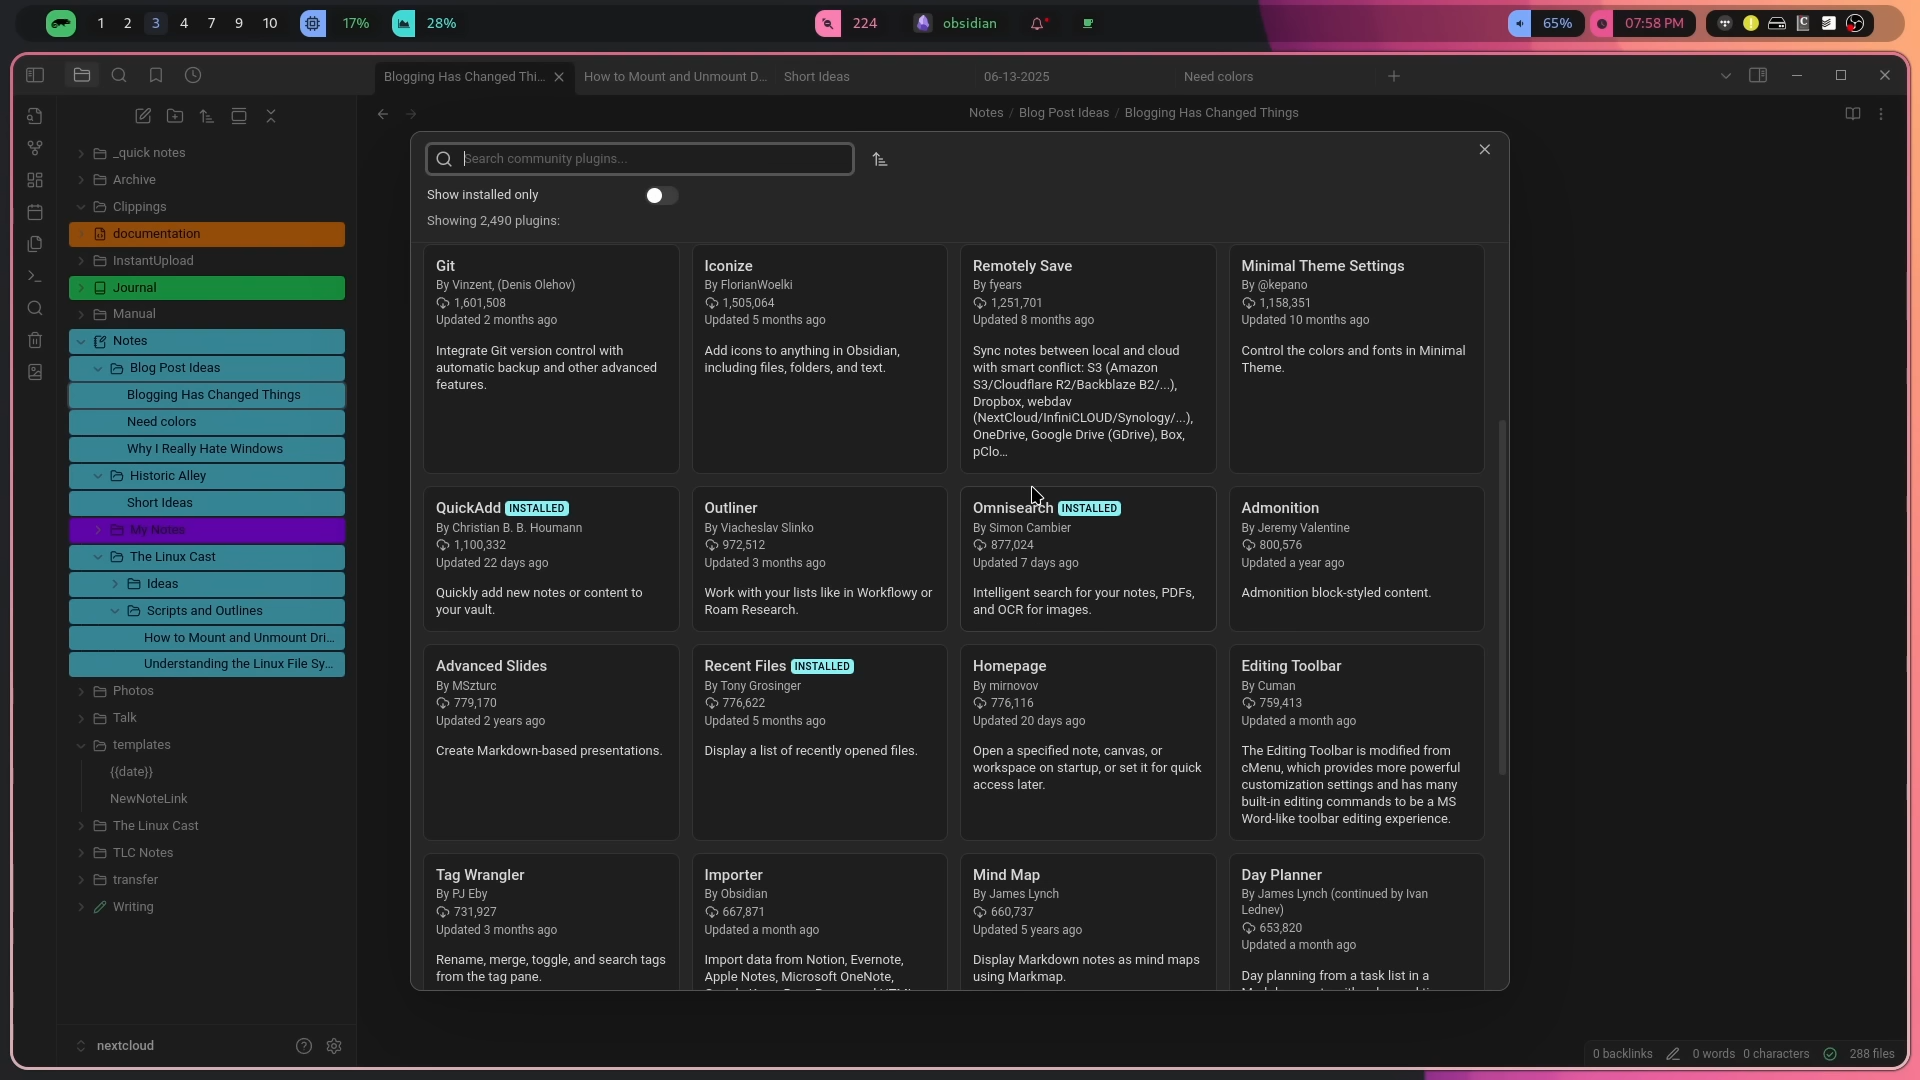 1 2 3 4 7 9 10 17% 28%
224 obsidian
65% 07:58 PM
Blogging Has Changed Thi... How to Mount and Unmount D... Short Ideas 06-13-2025 Need colors
Notes / Blog Post Ideas / Blogging Has Changed Things
_quick notes
Archive
Clippings
documentation
InstantUpload
Journal
Manual
Notes
Blog Post Ideas
Blogging Has Changed Things
Need colors
Why I Really Hate Windows
Historic Alley
Short Ideas
My Notes
The Linux Cast
Ideas
Scripts and Outlines
How to Mount and Unmount Dri...
Understanding the Linux File Sy...
Photos
Talk
templates
{{date}}
NewNoteLink
The Linux Cast
TLC Notes
transfer
Writing
nextcloud
Search community plugins...
Show installed only
Showing 2,490 plugins:
Git
By Vinzent, (Denis Olehov)
1,601,508
Updated 2 months ago
Integrate Git version control with
automatic backup and other advanced
features.
Iconize
By FlorianWoelki
1,505,064
Updated 5 months ago
Add icons to anything in Obsidian,
including files, folders, and text.
Remotely Save
By fyears
1,251,701
Updated 8 months ago
Sync notes between local and cloud
with smart conflict: S3 (Amazon
S3/Cloudflare R2/Backblaze B2/...),
Dropbox, webdav
(NextCloud/InfiniCLOUD/Synology/...),
OneDrive, Google Drive (GDrive), Box,
pClo...
Minimal Theme Settings
By @kepano
1,158,351
Updated 10 months ago
Control the colors and fonts in Minimal
Theme.
QuickAdd INSTALLED
By Christian B. B. Houmann
1,100,332
Updated 22 days ago
Quickly add new notes or content to
your vault.
Outliner
By Viacheslav Slinko
972,512
Updated 3 months ago
Work with your lists like in Workflowy or
Roam Research.
Omnisearch INSTALLED
By Simon Cambier
877,024
Updated 7 days ago
Intelligent search for your notes, PDFs,
and OCR for images.
Admonition
By Jeremy Valentine
800,576
Updated a year ago
Admonition block-styled content.
Advanced Slides
By MSzturc
779,170
Updated 2 years ago
Create Markdown-based presentations.
Recent Files INSTALLED
By Tony Grosinger
776,622
Updated 5 months ago
Display a list of recently opened files.
Homepage
By mirnovov
776,116
Updated 20 days ago
Open a specified note, canvas, or
workspace on startup, or set it for quick
access later.
Editing Toolbar
By Cuman
759,413
Updated a month ago
The Editing Toolbar is modified from
cMenu, which provides more powerful
customization settings and has many
built-in editing commands to be a MS
Word-like toolbar editing experience.
Tag Wrangler
By PJ Eby
731,927
Updated 3 months ago
Rename, merge, toggle, and search tags
from the tag pane.
Importer
By Obsidian
667,871
Updated a month ago
Import data from Notion, Evernote,
Apple Notes, Microsoft OneNote,
Mind Map
By James Lynch
660,737
Updated 5 years ago
Display Markdown notes as mind maps
using Markmap.
Day Planner
By James Lynch (continued by Ivan
Lednev)
653,820
Updated a month ago
Day planning from a task list in a
0 backlinks 0 words 0 characters 288 files